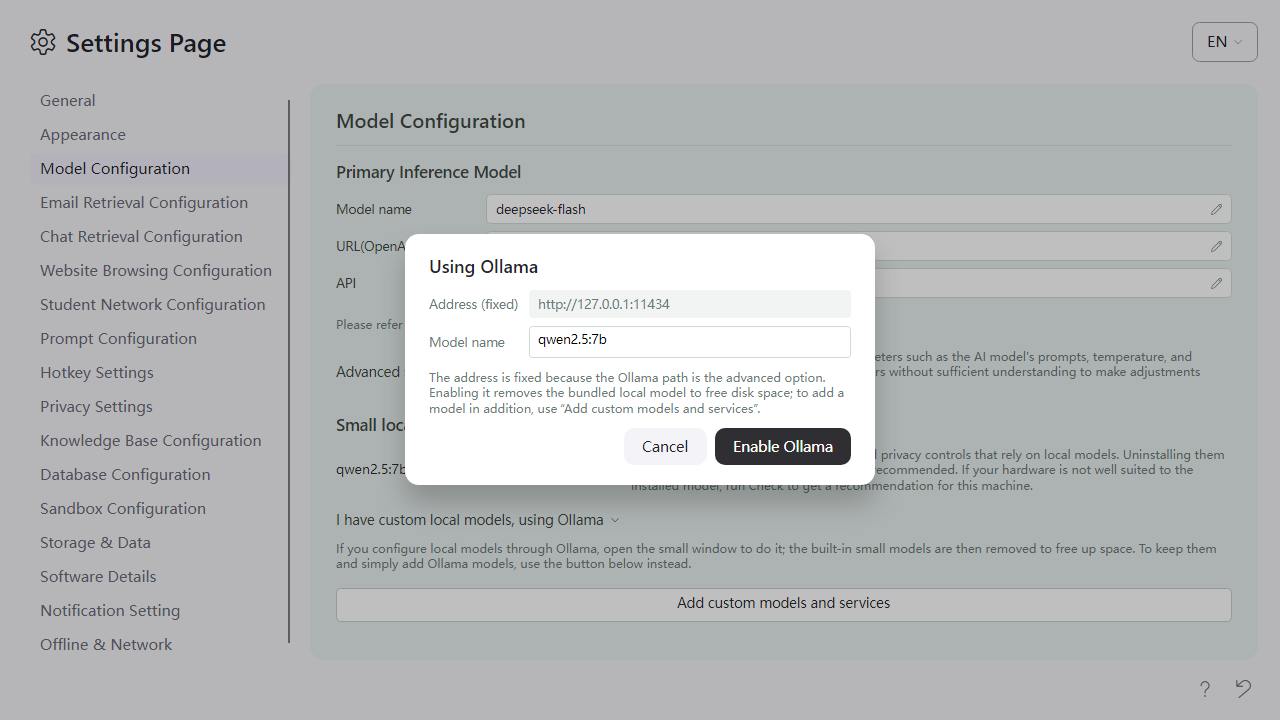 Settings Page
EN
General
Appearance
Model Configuration
Email Retrieval Configuration
Chat Retrieval Configuration
Website Browsing Configuration
Student Network Configuration
Prompt Configuration
Hotkey Settings
Privacy Settings
Knowledge Base Configuration
Database Configuration
Sandbox Configuration
Storage & Data
Software Details
Notification Setting
Offline & Network
Model Configuration
Primary Inference Model
Model name
deepseek-flash
URL(OpenA
API
Please refer
Advanced
eters such as the AI model's prompts, temperature, and
rs without sufficient understanding to make adjustments
Small loca
qwen2.5:7b
privacy controls that rely on local models. Uninstalling them
recommended. If your hardware is not well suited to the
installed model, run Check to get a recommendation for this machine.
I have custom local models, using Ollama
If you configure local models through Ollama, open the small window to do it; the built-in small models are then removed to free up space. To keep them
and simply add Ollama models, use the button below instead.
Add custom models and services
Using Ollama
Address (fixed)
http://127.0.0.1:11434
Model name
qwen2.5:7b
The address is fixed because the Ollama path is the advanced option.
Enabling it removes the bundled local model to free disk space; to add a
model in addition, use “Add custom models and services”.
Cancel
Enable Ollama
?